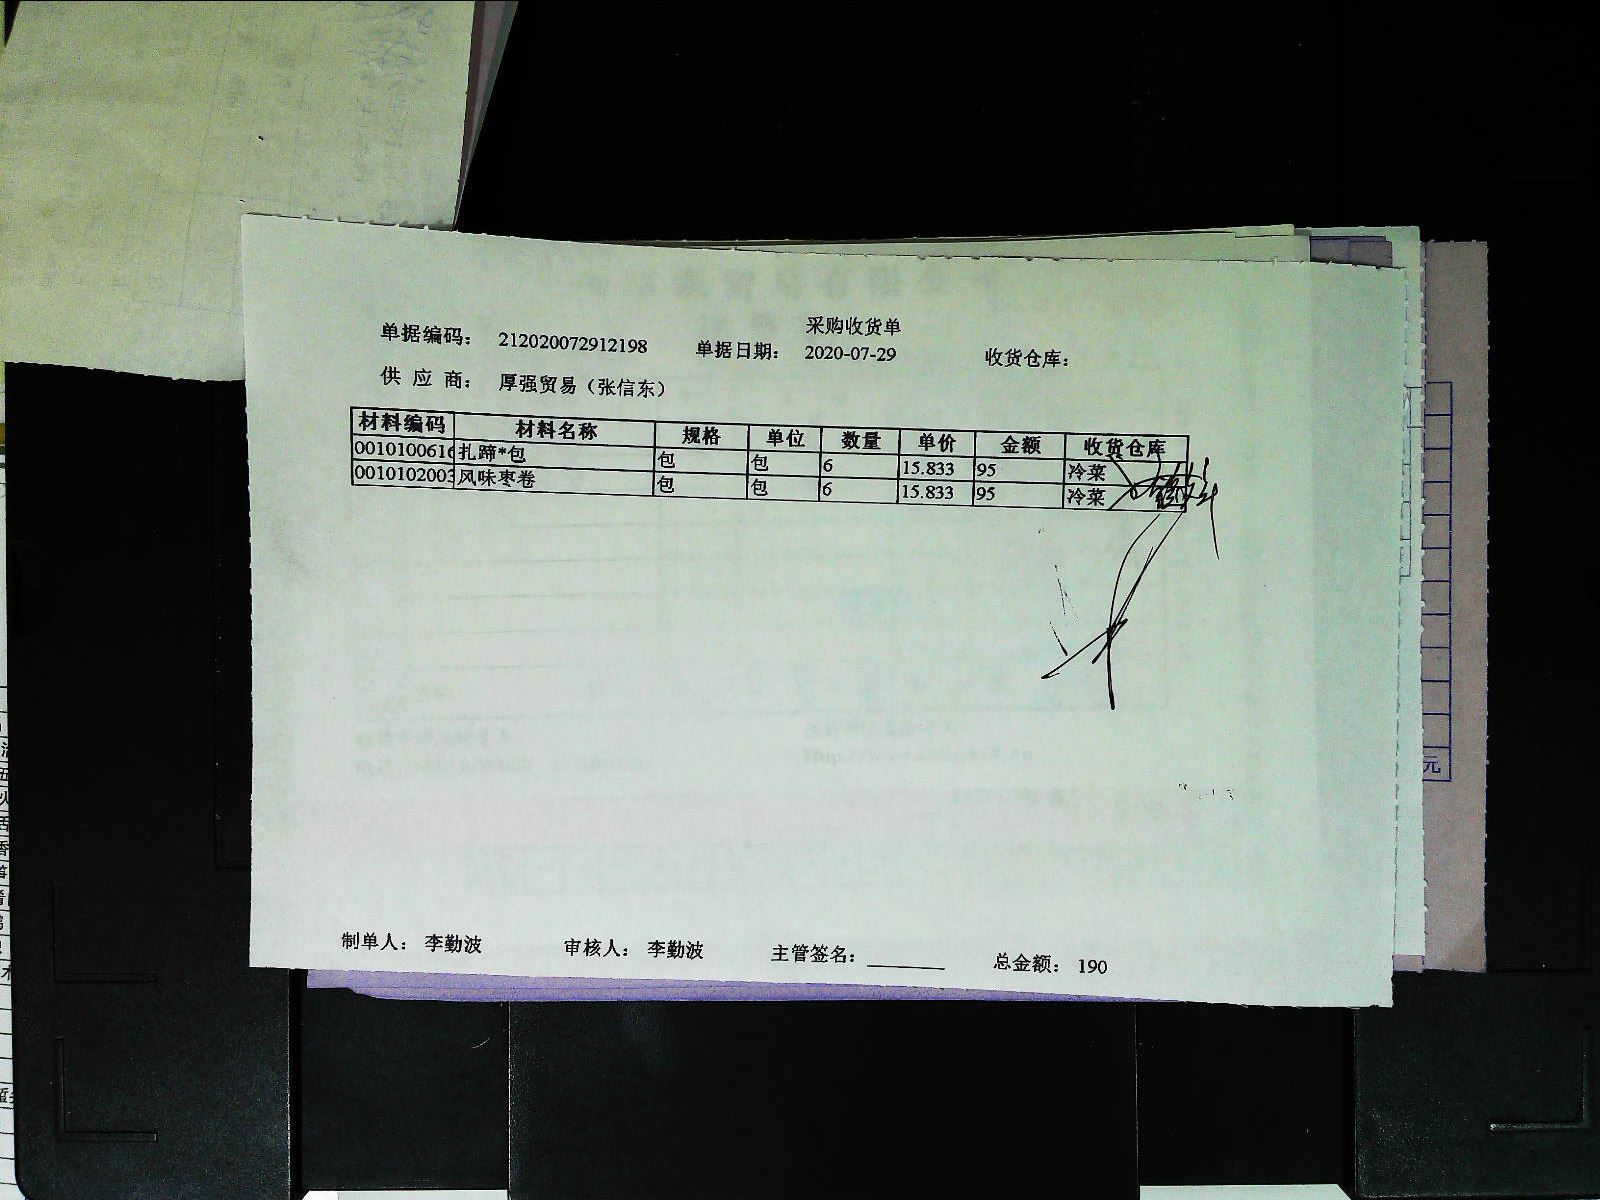 采购收货单
单据编码： 212020072912198 单据日期： 2020-07-29 收货仓库：
供 应 商： 厚强贸易（张信东）
材料编码 材料名称 规格 单位 数量 单价 金额 收货仓库
0010100616 扎蹄*包 包 包 6 15.833 95 冷菜
0010102003 风味枣卷 包 包 6 15.833 95 冷菜
制单人： 李勤波 审核人： 李勤波 主管签名： 总金额： 190
元